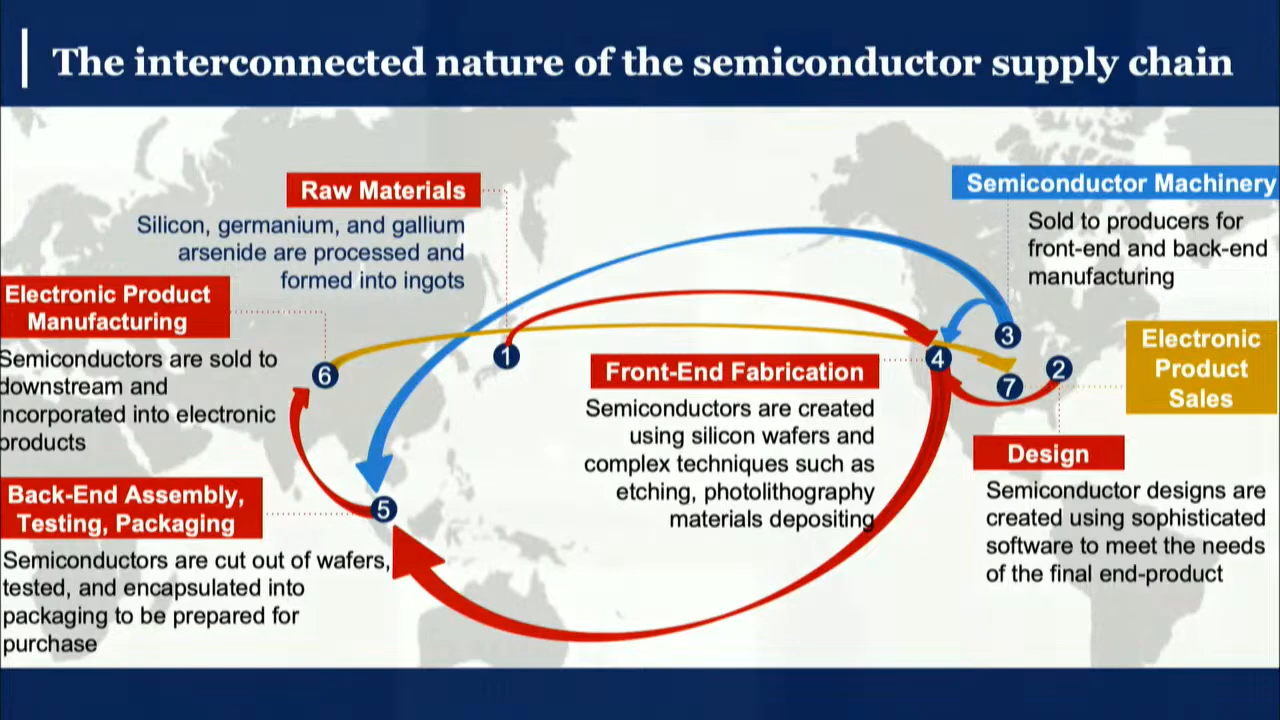 The interconnected nature of the semiconductor supply chain
Raw Materials
Silicon, germanium, and gallium
arsenide are processed and
formed into ingots
Semiconductor Machinery
Sold to producers for
front-end and back-end
manufacturing
Electronic Product
Manufacturing
Semiconductors are sold to
downstream and
incorporated into electronic
products
1
2
3
4
5
6
7
Electronic
Product
Sales
Front-End Fabrication
Semiconductors are created
using silicon wafers and
complex techniques such as
etching, photolithography
materials depositing
Design
Semiconductor designs are
created using sophisticated
software to meet the needs
of the final end-product
Back-End Assembly,
Testing, Packaging
Semiconductors are cut out of wafers,
tested, and encapsulated into
packaging to be prepared for
purchase